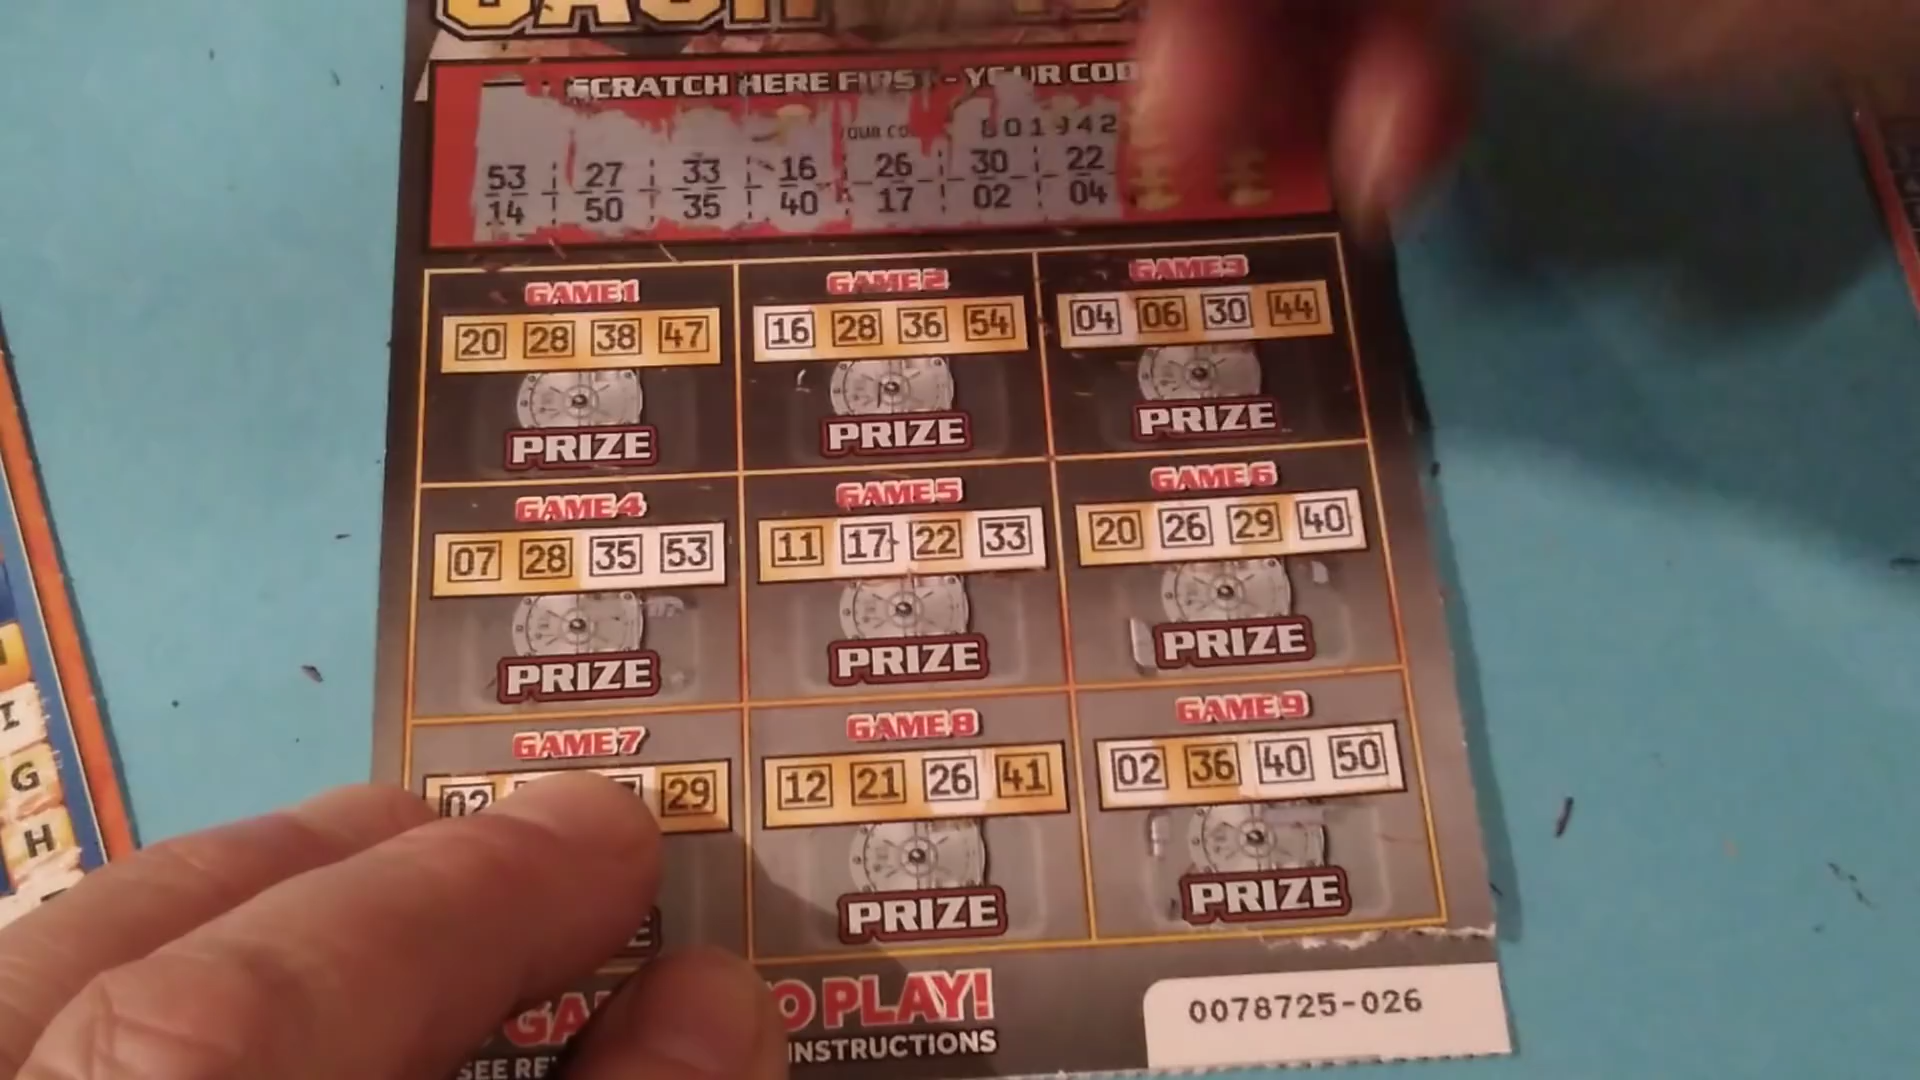 CASH
SCRATCH HERE FIRST - YOUR COD
YOUR CO 801942
53 27 33 16 26 30 22
14 50 35 40 17 02 04
GAME 1 GAME 2 GAME 3
20 28 38 47 16 28 36 54 04 06 30 44
PRIZE PRIZE PRIZE
GAME 4 GAME 5 GAME 6
07 28 35 53 11 17 22 33 20 26 29 40
PRIZE PRIZE PRIZE
GAME 7 GAME 8 GAME 9
02 29 12 21 26 41 02 36 40 50
PRIZE PRIZE
GA O PLAY!
SEE RE INSTRUCTIONS
0078725-026
I
G
H